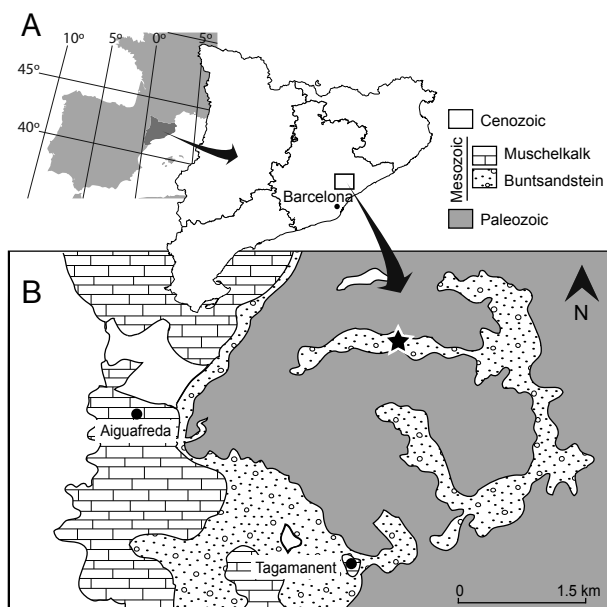 A
10º 5º 0º 5º
45º
40º
Barcelona
Cenozoic
Mesozoic
Muschelkalk
Buntsandstein
Paleozoic
B
N
Aiguafreda
Tagamanent
0 1.5 km